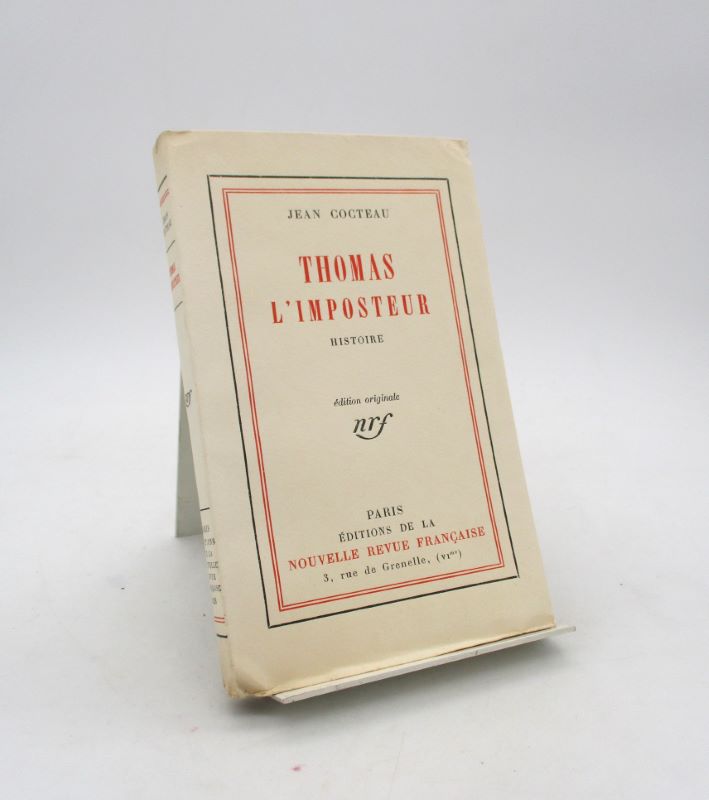 JEAN COCTEAU
THOMAS
L'IMPOSTEUR
HISTOIRE
édition originale
nrf
PARIS
ÉDITIONS DE LA
NOUVELLE REVUE FRANÇAISE
3, rue de Grenelle, (VIme)